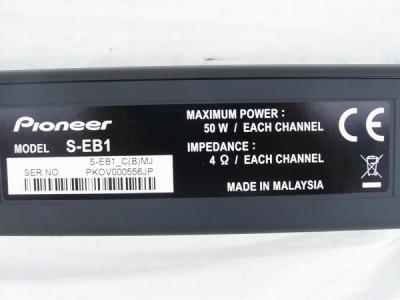 Pioneer
MODEL S-EB1
S-EB1_C(B)MJ
SER.NO. PKOV000556JP
MAXIMUM POWER :
50 W / EACH CHANNEL
IMPEDANCE :
4 Ω / EACH CHANNEL
MADE IN MALAYSIA
CE